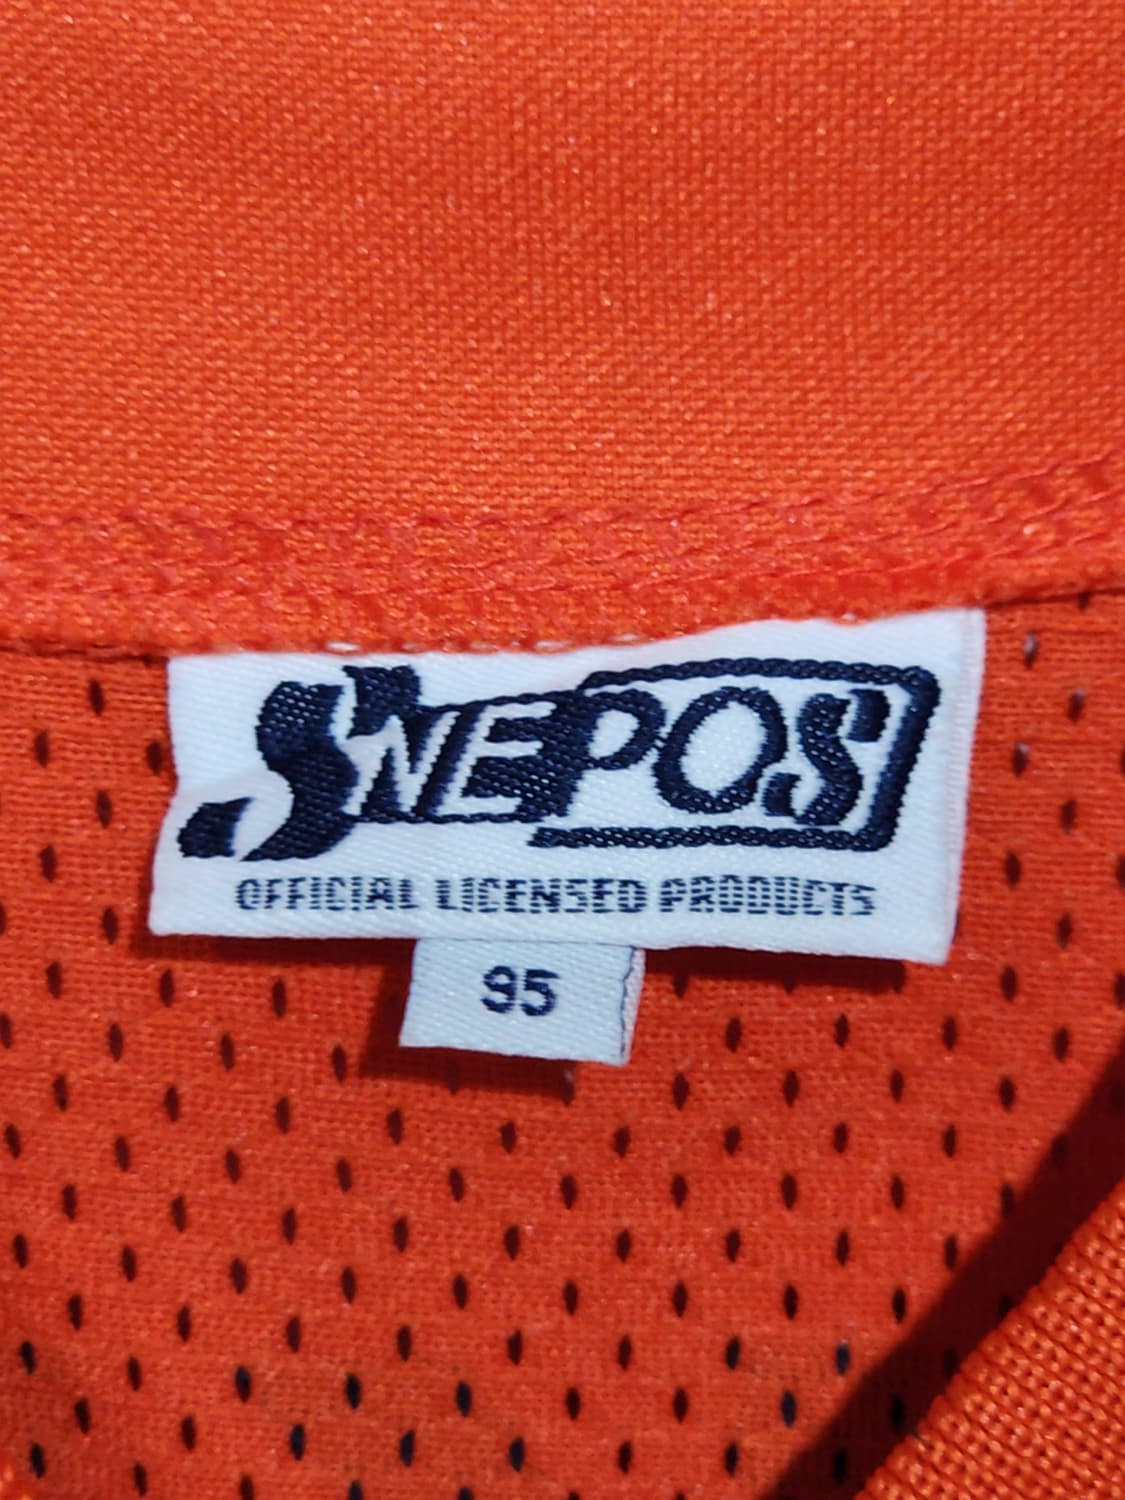 SNEPOS
OFFICIAL LICENSED PRODUCTS
95